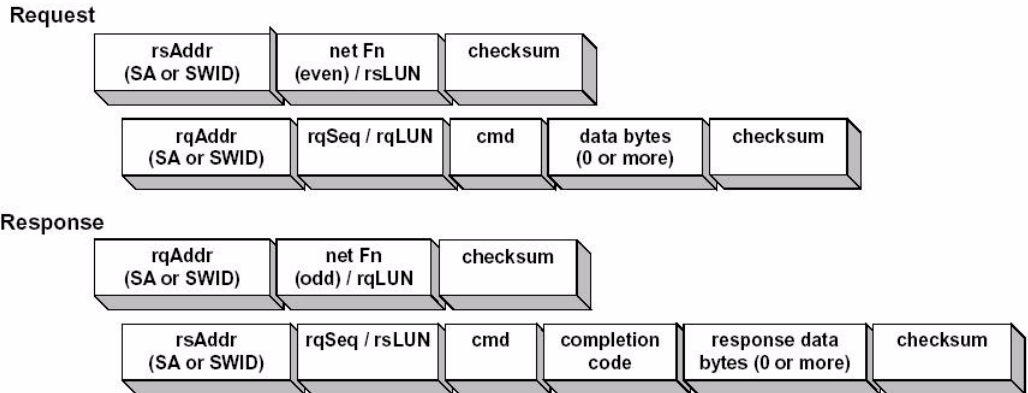 Request
rsAddr
(SA or SWID)
net Fn
(even) / rsLUN
checksum
rqAddr
(SA or SWID)
rqSeq / rqLUN
cmd
data bytes
(0 or more)
checksum
Response
rqAddr
(SA or SWID)
net Fn
(odd) / rqLUN
checksum
rsAddr
(SA or SWID)
rqSeq / rsLUN
cmd
completion
code
response data
bytes (0 or more)
checksum